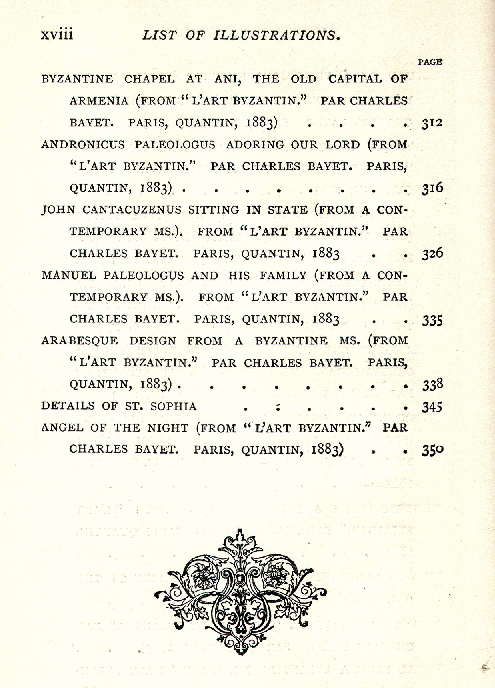 xviii LIST OF ILLUSTRATIONS.
PAGE
BYZANTINE CHAPEL AT ANI, THE OLD CAPITAL OF
ARMENIA (FROM "L'ART BYZANTIN." PAR CHARLES
BAYET. PARIS, QUANTIN, 1883) . . . . 312
ANDRONICUS PALEOLOGUS ADORING OUR LORD (FROM
"L'ART BYZANTIN." PAR CHARLES BAYET. PARIS,
QUANTIN, 1883) . . . . . . . . 316
JOHN CANTACUZENUS SITTING IN STATE (FROM A CON-
TEMPORARY MS.). FROM "L'ART BYZANTIN." PAR
CHARLES BAYET. PARIS, QUANTIN, 1883 . . 326
MANUEL PALEOLOGUS AND HIS FAMILY (FROM A CON-
TEMPORARY MS.). FROM "L'ART BYZANTIN." PAR
CHARLES BAYET. PARIS, QUANTIN, 1883 . . 335
ARABESQUE DESIGN FROM A BYZANTINE MS. (FROM
"L'ART BYZANTIN." PAR CHARLES BAYET. PARIS,
QUANTIN, 1883) . . . . . . . . 338
DETAILS OF ST. SOPHIA . . . . . . 345
ANGEL OF THE NIGHT (FROM "L'ART BYZANTIN." PAR
CHARLES BAYET. PARIS, QUANTIN, 1883) . . 350